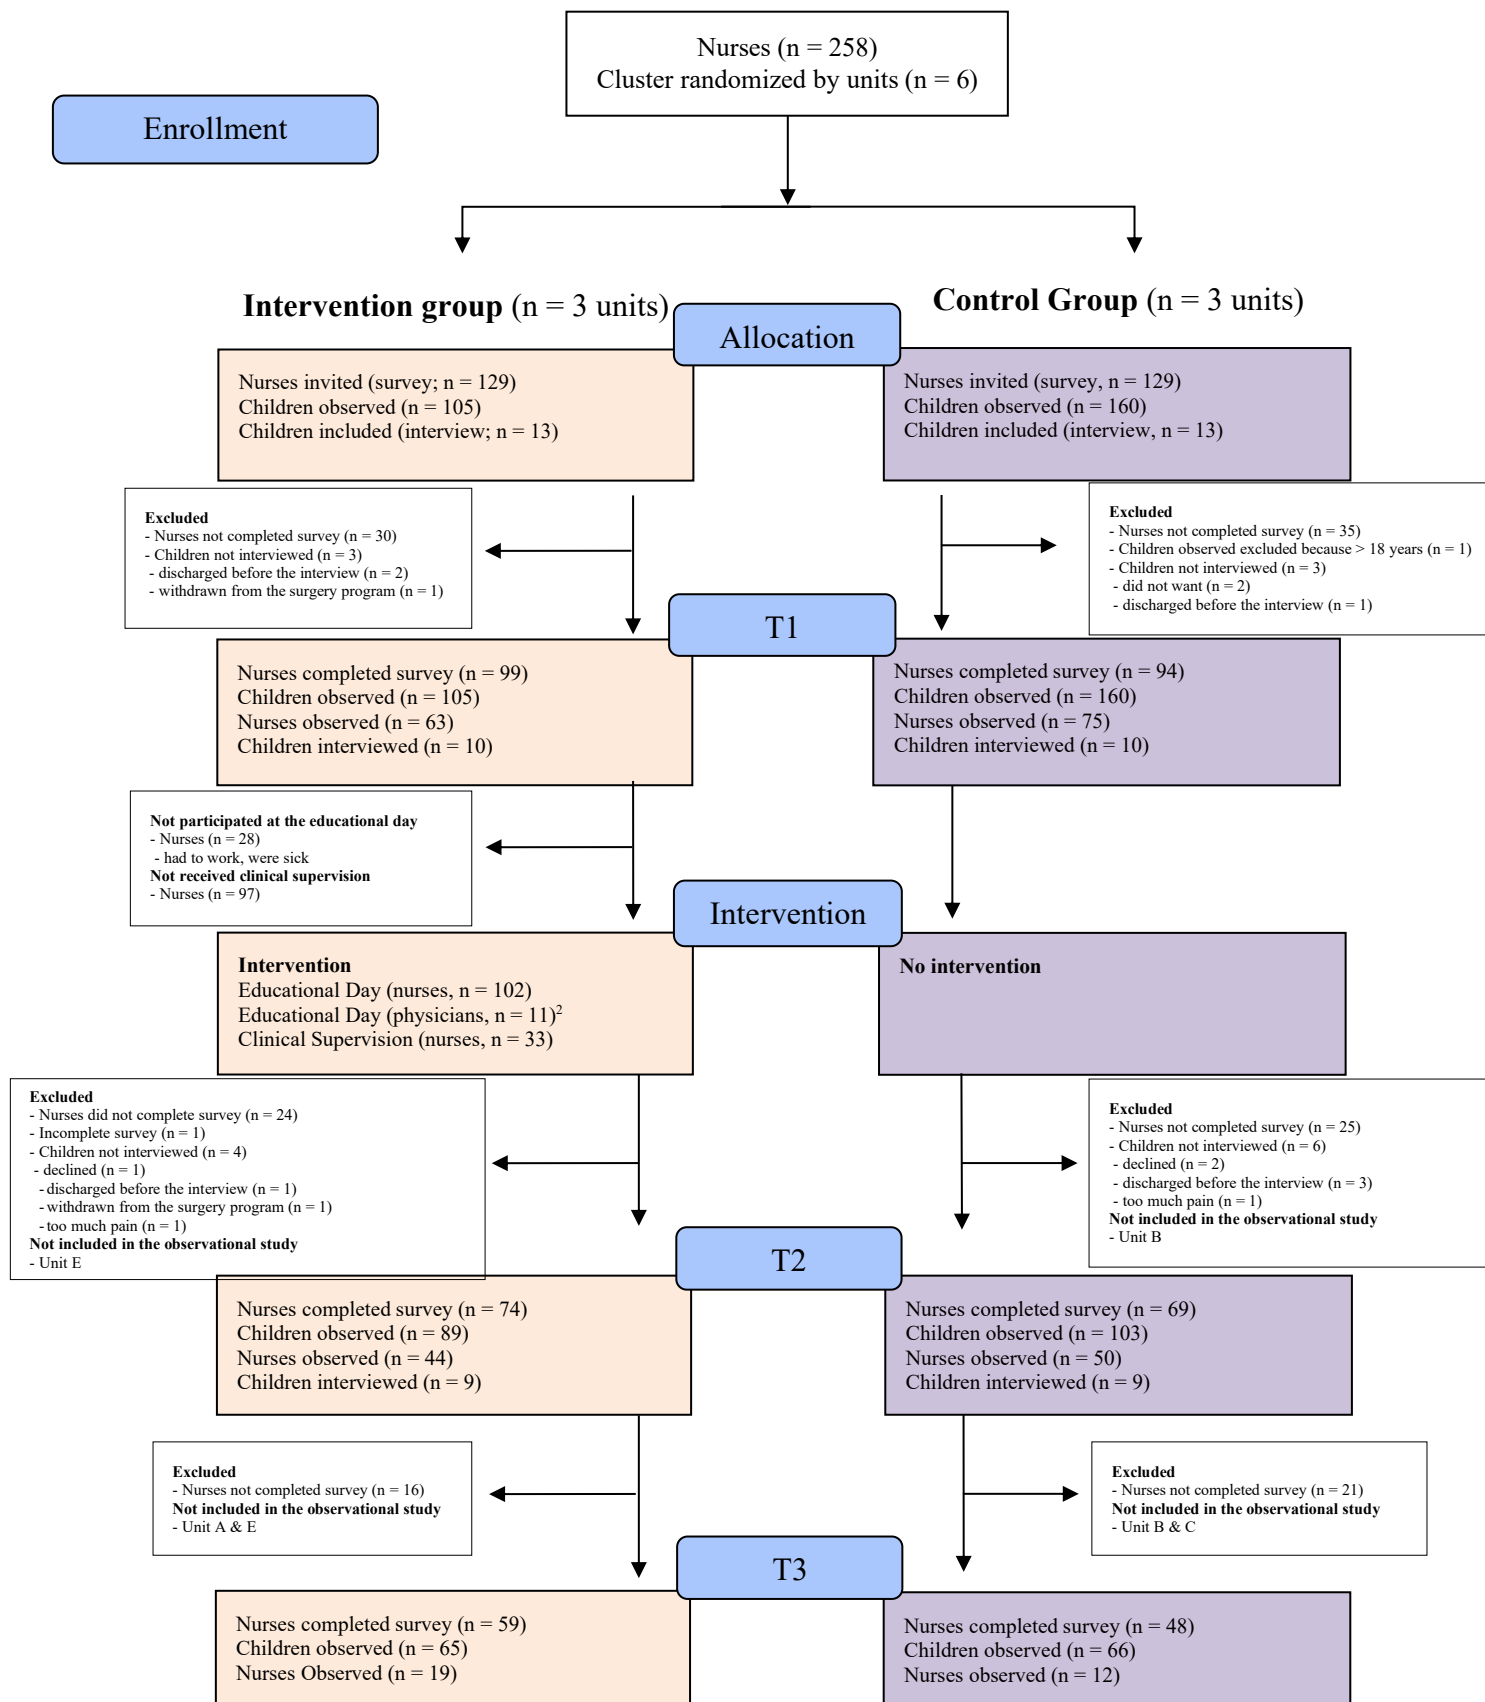 Nurses (n = 258)
Cluster randomized by units (n = 6)
Enrollment
Intervention group (n = 3 units)
Control Group (n = 3 units)
Allocation
Nurses invited (survey; n = 129)
Children observed (n = 105)
Children included (interview; n = 13)
Nurses invited (survey, n = 129)
Children observed (n = 160)
Children included (interview, n = 13)
Excluded
- Nurses not completed survey (n = 30)
- Children not interviewed (n = 3)
- discharged before the interview (n = 2)
- withdrawn from the surgery program (n = 1)
Excluded
- Nurses not completed survey (n = 35)
- Children observed excluded because > 18 years (n = 1)
- Children not interviewed (n = 3)
- did not want (n = 2)
- discharged before the interview (n = 1)
T1
Nurses completed survey (n = 99)
Children observed (n = 105)
Nurses observed (n = 63)
Children interviewed (n = 10)
Nurses completed survey (n = 94)
Children observed (n = 160)
Nurses observed (n = 75)
Children interviewed (n = 10)
Not participated at the educational day
- Nurses (n = 28)
- had to work, were sick
Not received clinical supervision
- Nurses (n = 97)
Intervention
Intervention
Educational Day (nurses, n = 102)
Educational Day (physicians, n = 11)²
Clinical Supervision (nurses, n = 33)
No intervention
Excluded
- Nurses did not complete survey (n = 24)
- Incomplete survey (n = 1)
- Children not interviewed (n = 4)
- declined (n = 1)
- discharged before the interview (n = 1)
- withdrawn from the surgery program (n = 1)
- too much pain (n = 1)
Not included in the observational study
- Unit E
Excluded
- Nurses not completed survey (n = 25)
- Children not interviewed (n = 6)
- declined (n = 2)
- discharged before the interview (n = 3)
- too much pain (n = 1)
Not included in the observational study
- Unit B
T2
Nurses completed survey (n = 74)
Children observed (n = 89)
Nurses observed (n = 44)
Children interviewed (n = 9)
Nurses completed survey (n = 69)
Children observed (n = 103)
Nurses observed (n = 50)
Children interviewed (n = 9)
Excluded
- Nurses not completed survey (n = 16)
Not included in the observational study
- Unit A & E
Excluded
- Nurses not completed survey (n = 21)
Not included in the observational study
- Unit B & C
T3
Nurses completed survey (n = 59)
Children observed (n = 65)
Nurses Observed (n = 19)
Nurses completed survey (n = 48)
Children observed (n = 66)
Nurses observed (n = 12)